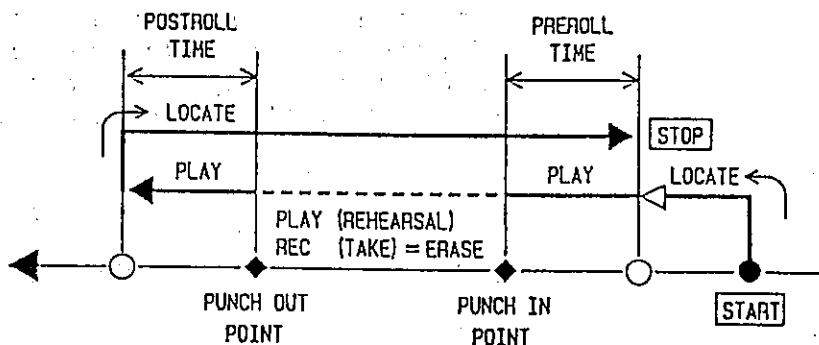 POSTROLL
TIME
PREROLL
TIME
LOCATE
STOP
PLAY
PLAY
LOCATE
PLAY (REHEARSAL)
REC (TAKE) = ERASE
PUNCH OUT
POINT
PUNCH IN
POINT
START